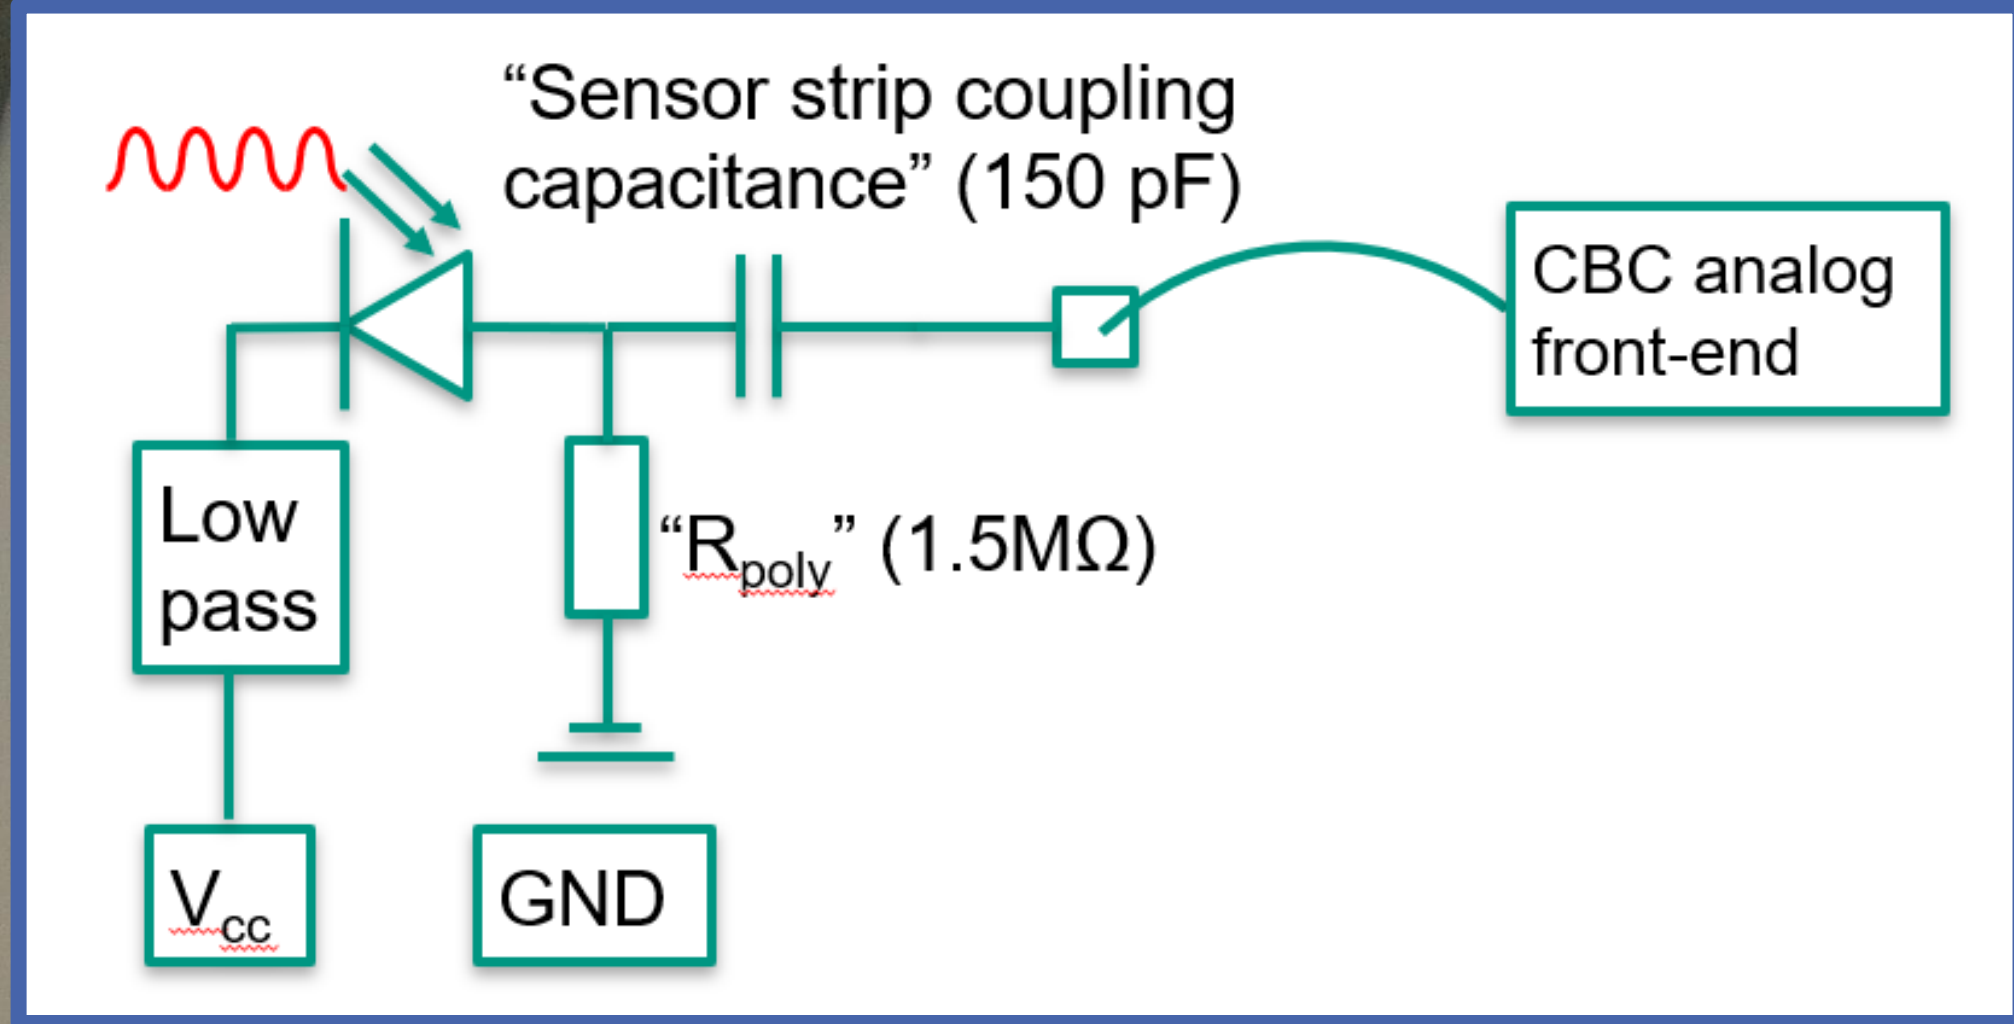 “Sensor strip coupling
capacitance” (150 pF)
CBC analog
front-end
Low
pass
“Rpoly” (1.5MΩ)
Vcc
GND